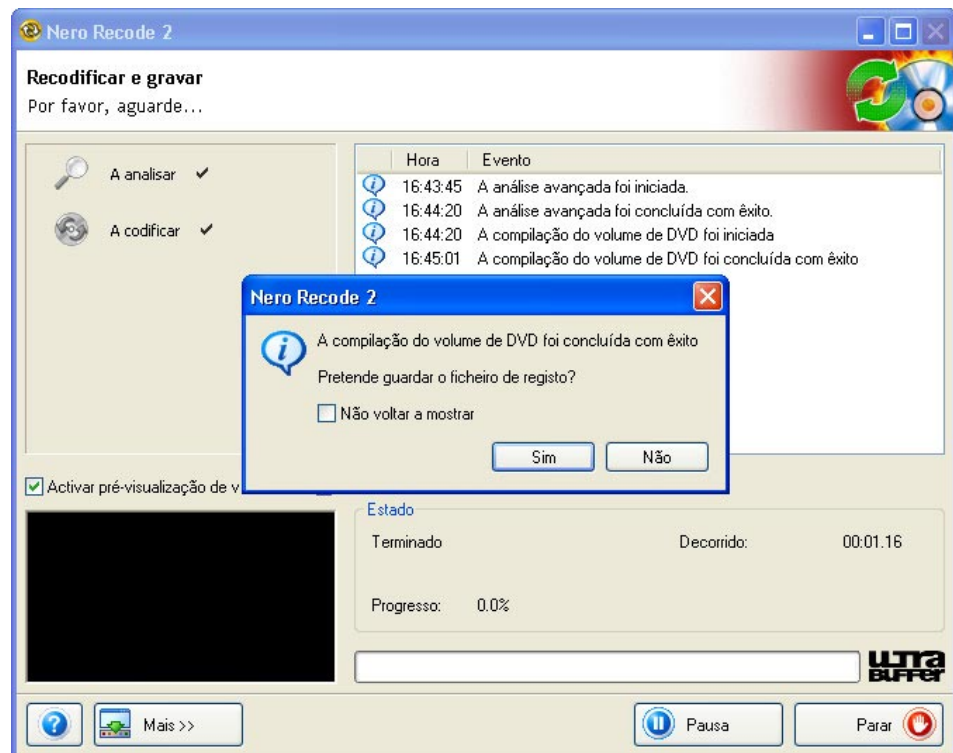 Nero Recode 2
Recodificar e gravar
Por favor, aguarde...
A analisar
A codificar
Hora Evento
16:43:45 A análise avançada foi iniciada.
16:44:20 A análise avançada foi concluída com êxito.
16:44:20 A compilação do volume de DVD foi iniciada
16:45:01 A compilação do volume de DVD foi concluída com êxito
Nero Recode 2
A compilação do volume de DVD foi concluída com êxito
Pretende guardar o ficheiro de registo?
Não voltar a mostrar
Sim Não
Activar pré-visualização de v
Estado
Terminado Decorrido: 00:01.16
Progresso: 0.0%
ULTRA
BUFFER
Mais >> Pausa Parar